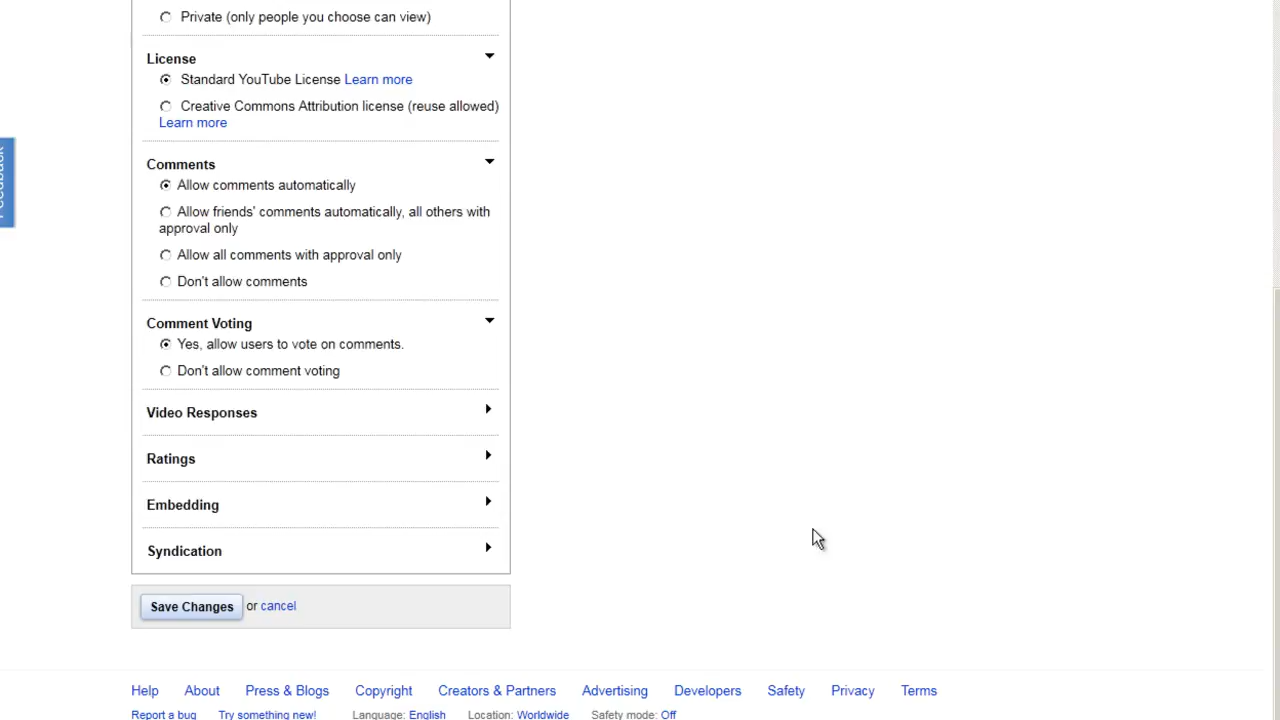 Private (only people you choose can view)
License
Standard YouTube License Learn more
Creative Commons Attribution license (reuse allowed)
Learn more
Comments
Allow comments automatically
Allow friends' comments automatically, all others with
approval only
Allow all comments with approval only
Don't allow comments
Comment Voting
Yes, allow users to vote on comments.
Don't allow comment voting
Video Responses
Ratings
Embedding
Syndication
Save Changes or cancel
Help About Press & Blogs Copyright Creators & Partners Advertising Developers Safety Privacy Terms
Report a bug Try something new! Language: English Location: Worldwide Safety mode: Off
Feedback